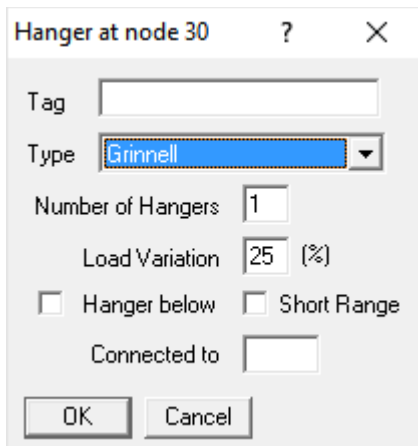 Hanger at node 30 ? ×
Tag
Type Grinnell
Number of Hangers 1
Load Variation 25 (%)
Hanger below Short Range
Connected to
OK Cancel